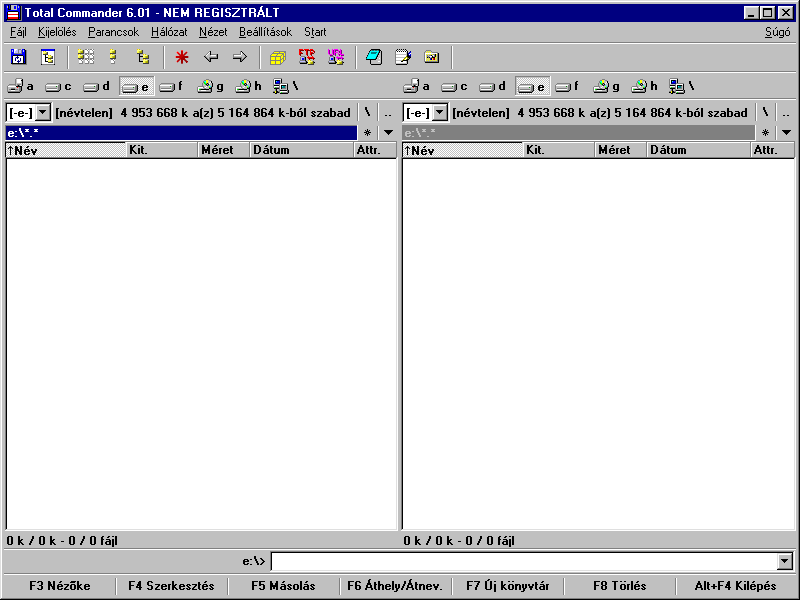 Total Commander 6.01 - NEM REGISZTRÁLT
Fájl Kijelölés Parancsok Hálózat Nézet Beállítások Start Súgó
FTP URL
a c d e f g h \ a c d e f g h \
[-e-] [névtelen] 4 953 668 k a(z) 5 164 864 k-ból szabad \ .. [-e-] [névtelen] 4 953 668 k a(z) 5 164 864 k-ból szabad \ ..
e:\*.* * e:\*.* *
↑Név Kit. Méret Dátum Attr. ↑Név Kit. Méret Dátum Attr.
0 k / 0 k - 0 / 0 fájl 0 k / 0 k - 0 / 0 fájl
e:\>
F3 Nézõke F4 Szerkesztés F5 Másolás F6 Áthely/Átnev. F7 Új könyvtár F8 Törlés Alt+F4 Kilépés